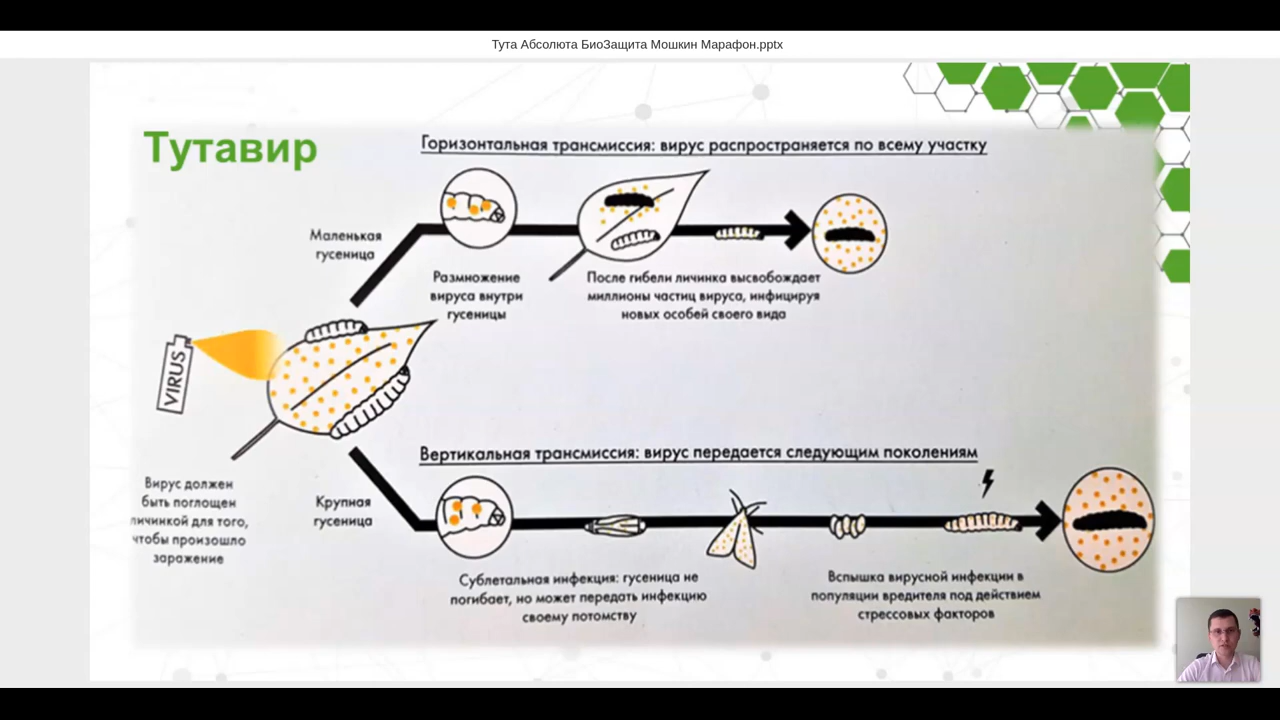 Тута Абсолюта БиоЗащита Мошкин Марафон.pptx
Тутавир
Горизонтальная трансмиссия: вирус распространяется по всему участку
Маленькая
гусеница
Размножение
вируса внутри
гусеницы
После гибели личинка высвобождает
миллионы частиц вируса, инфицируя
новых особей своего вида
VIRUS
Вирус должен
быть поглощен
личинкой для того,
чтобы произошло
заражение
Вертикальная трансмиссия: вирус передается следующим поколениям
Крупная
гусеница
Сублетальная инфекция: гусеница не
погибает, но может передать инфекцию
своему потомству
Вспышка вирусной инфекции в
популяции вредителя под действием
стрессовых факторов